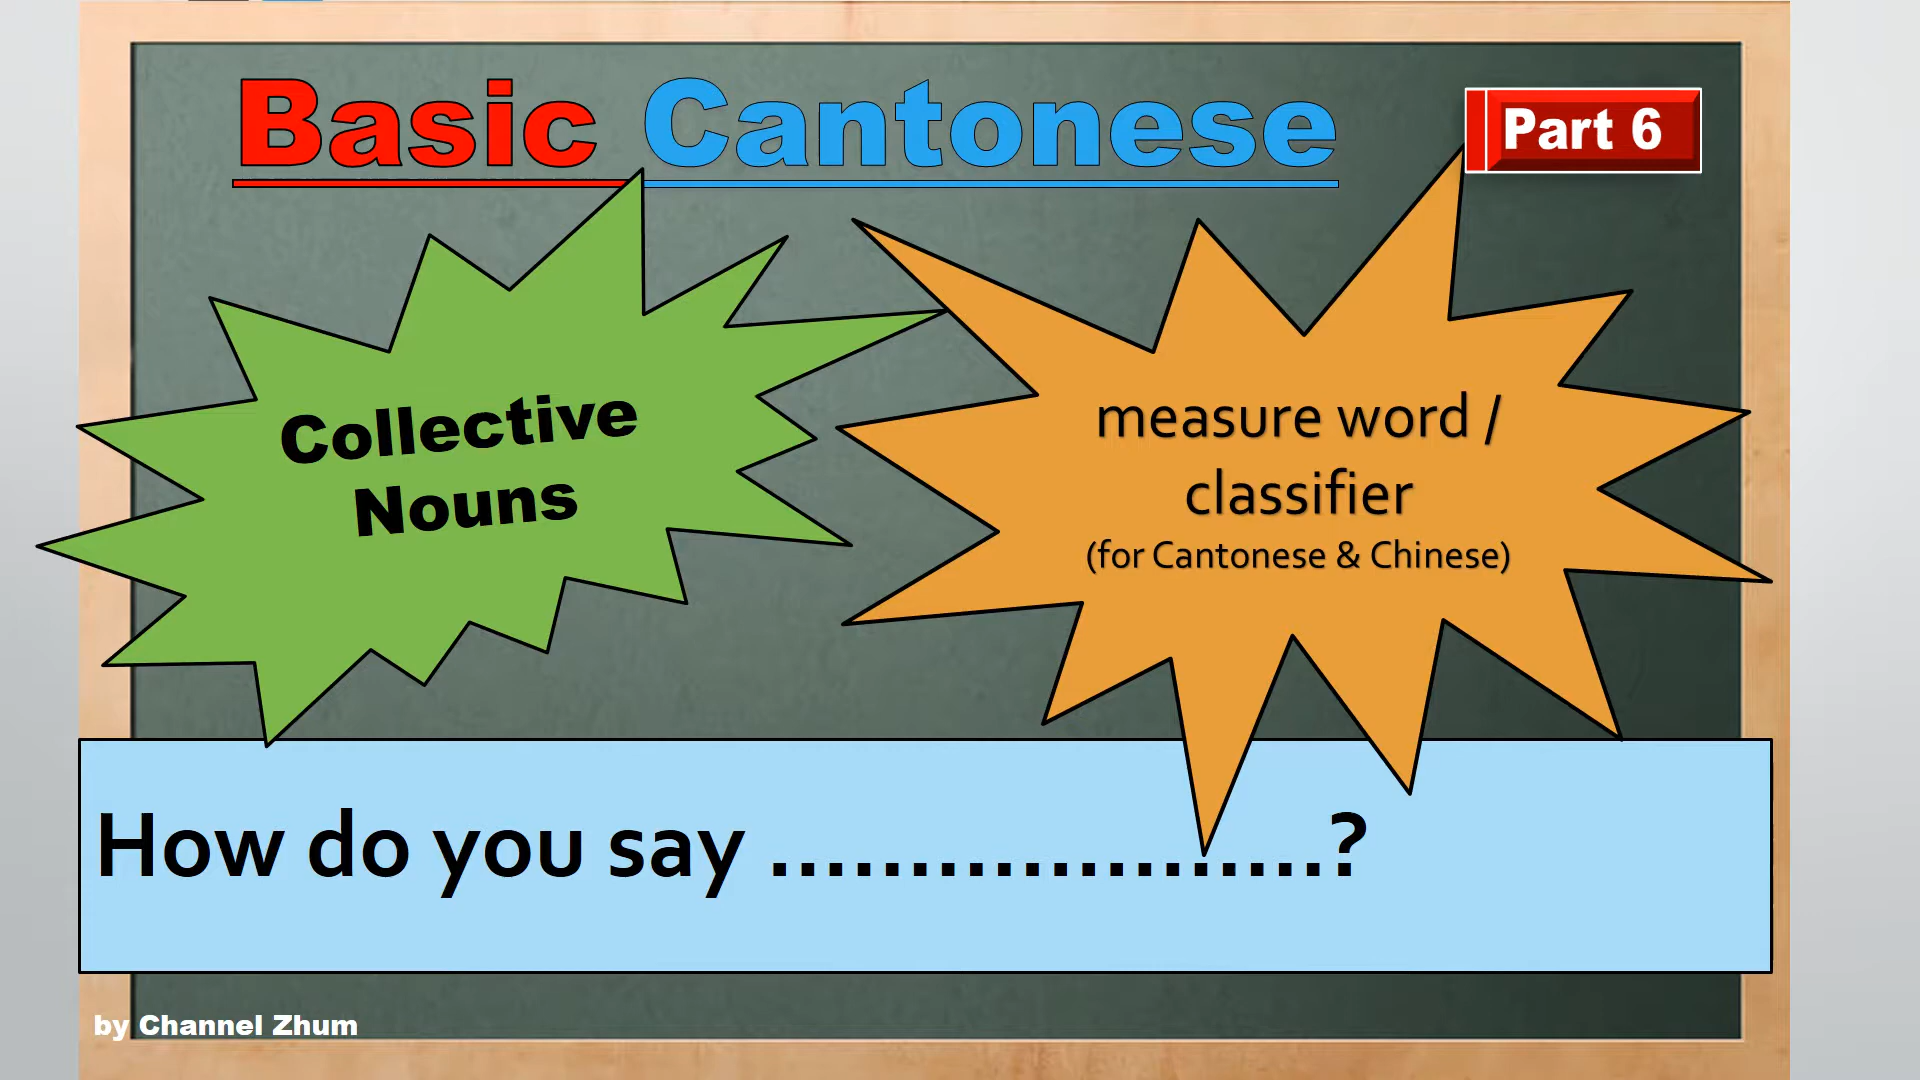 Basic Cantonese
Part 6
Collective
Nouns
measure word /
classifier
(for Cantonese & Chinese)
How do you say ....................?
by Channel Zhum